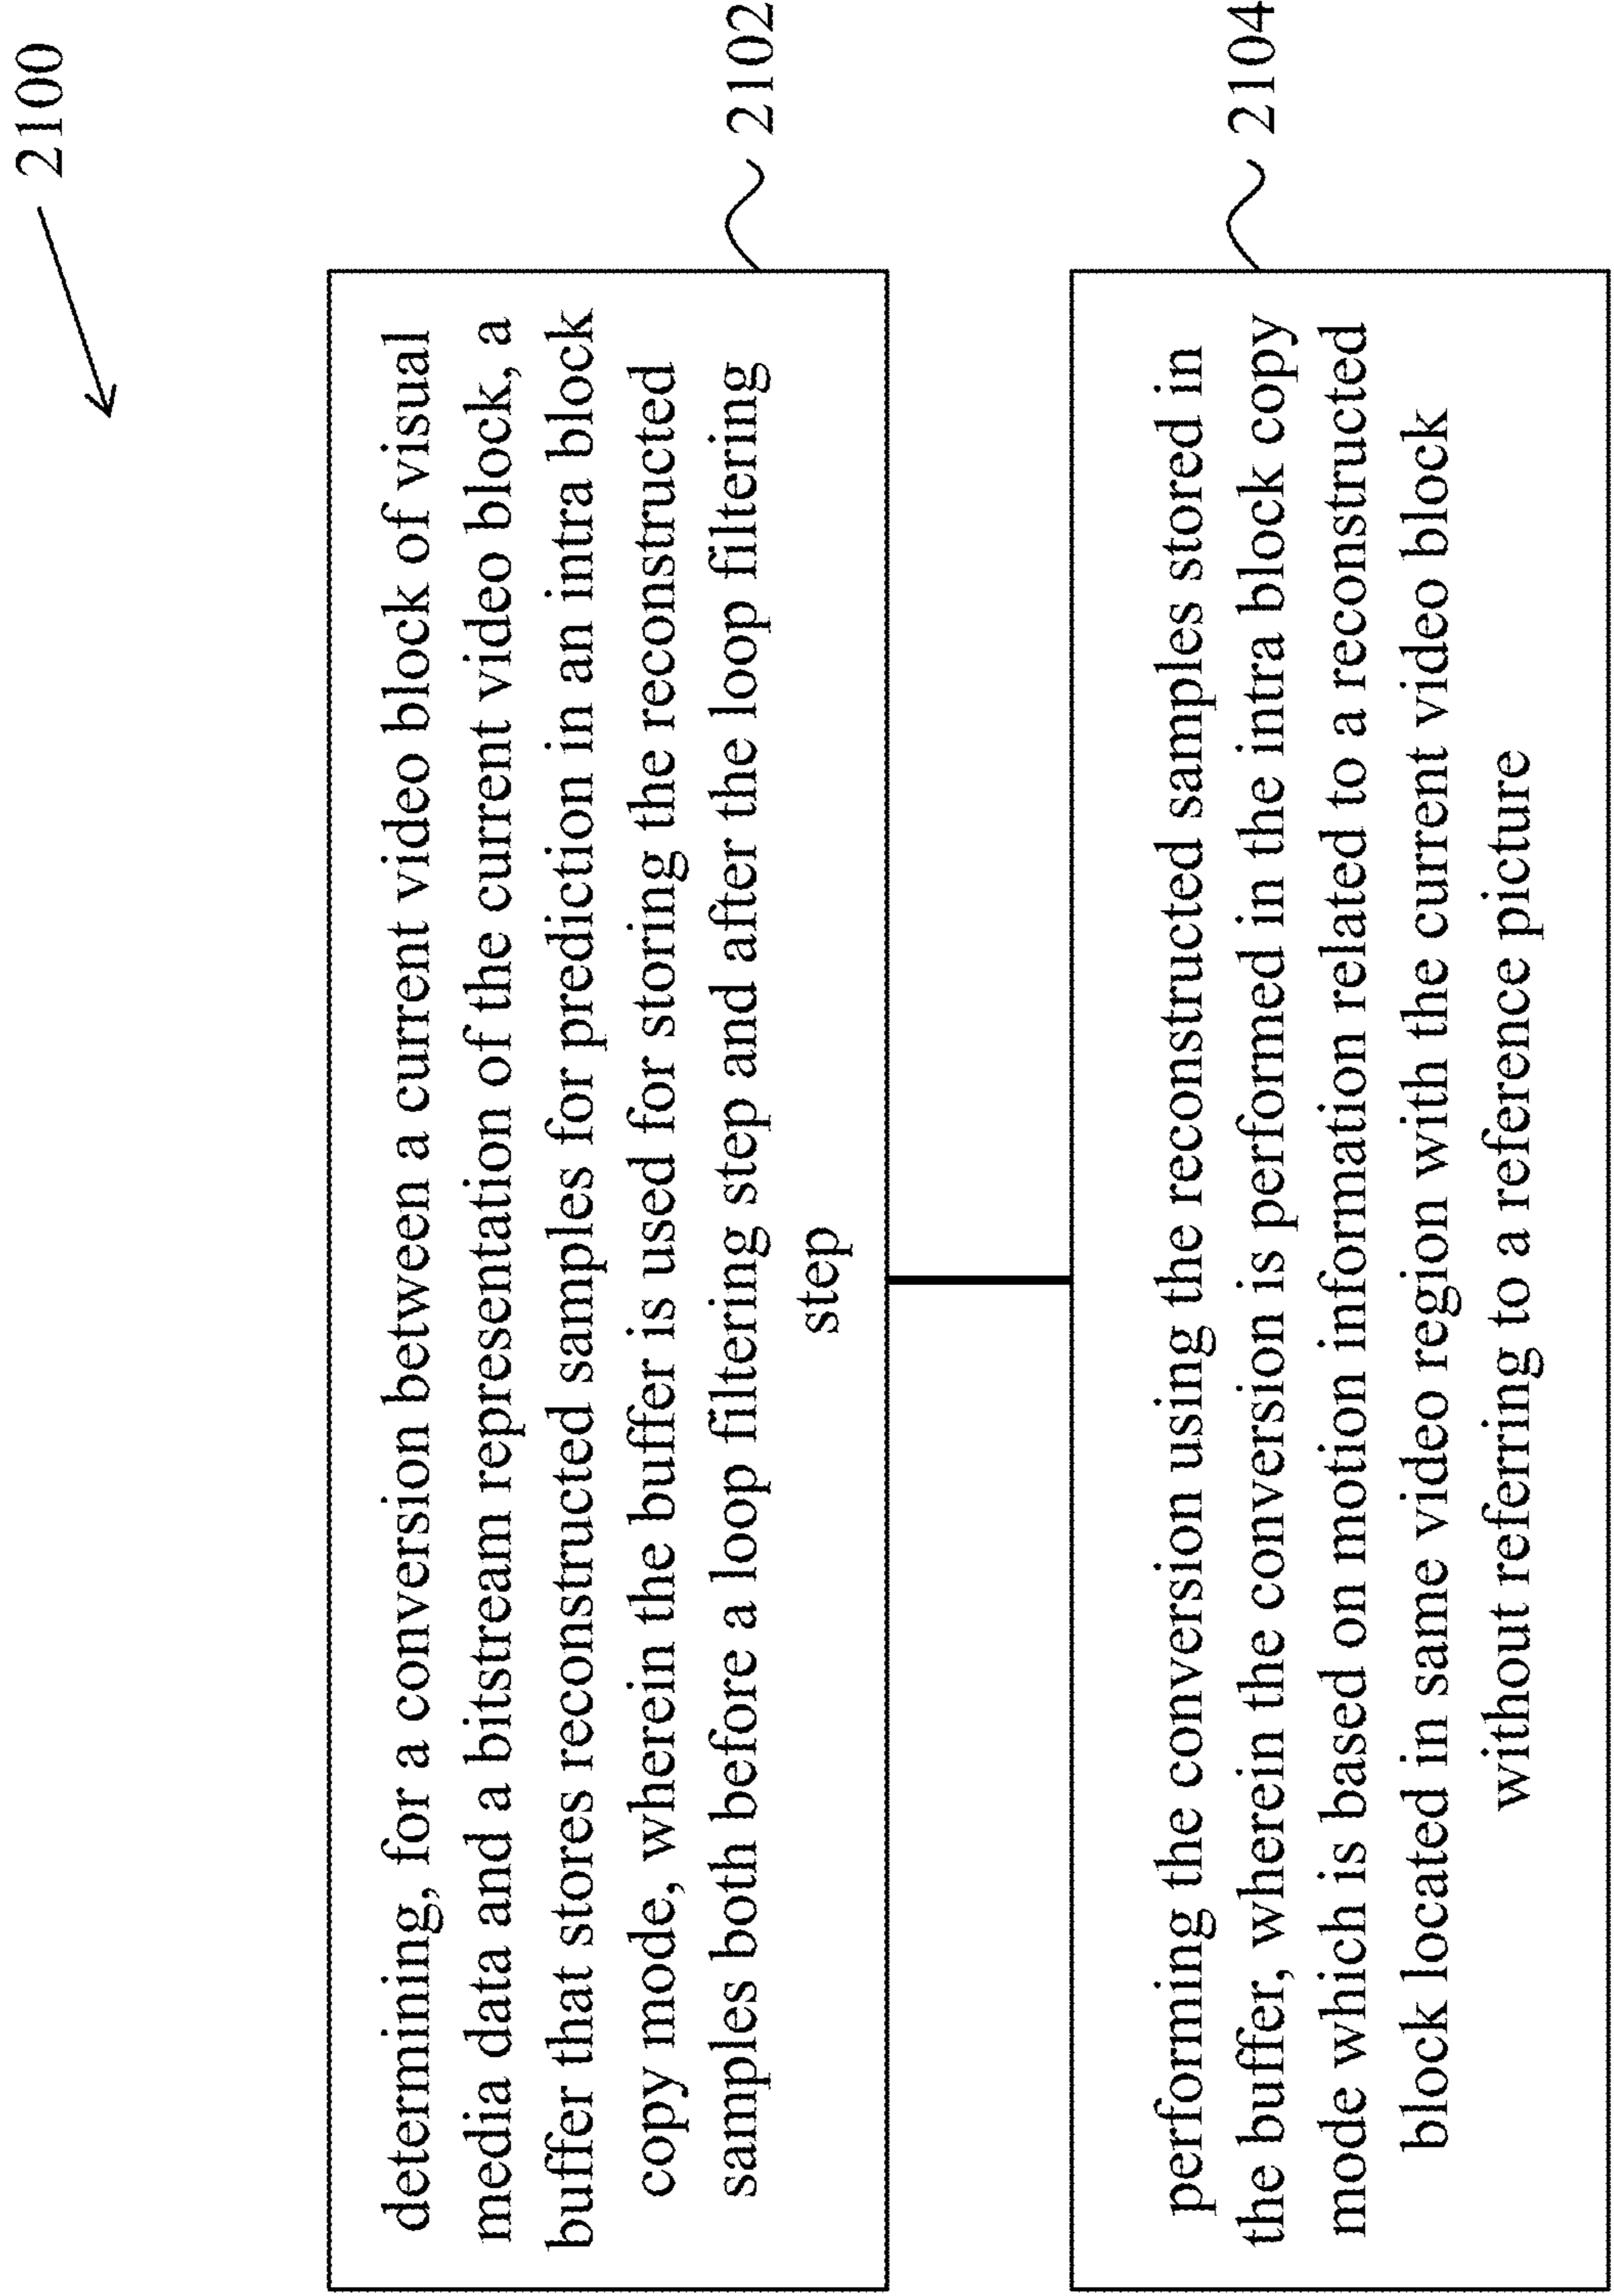 2100
determining, for a conversion between a current video block of visual
media data and a bitstream representation of the current video block, a
buffer that stores reconstructed samples for prediction in an intra block
copy mode, wherein the buffer is used for storing the reconstructed
samples both before a loop filtering step and after the loop filtering
step
2102
performing the conversion using the reconstructed samples stored in
the buffer, wherein the conversion is performed in the intra block copy
mode which is based on motion information related to a reconstructed
block located in same video region with the current video block
without referring to a reference picture
2104